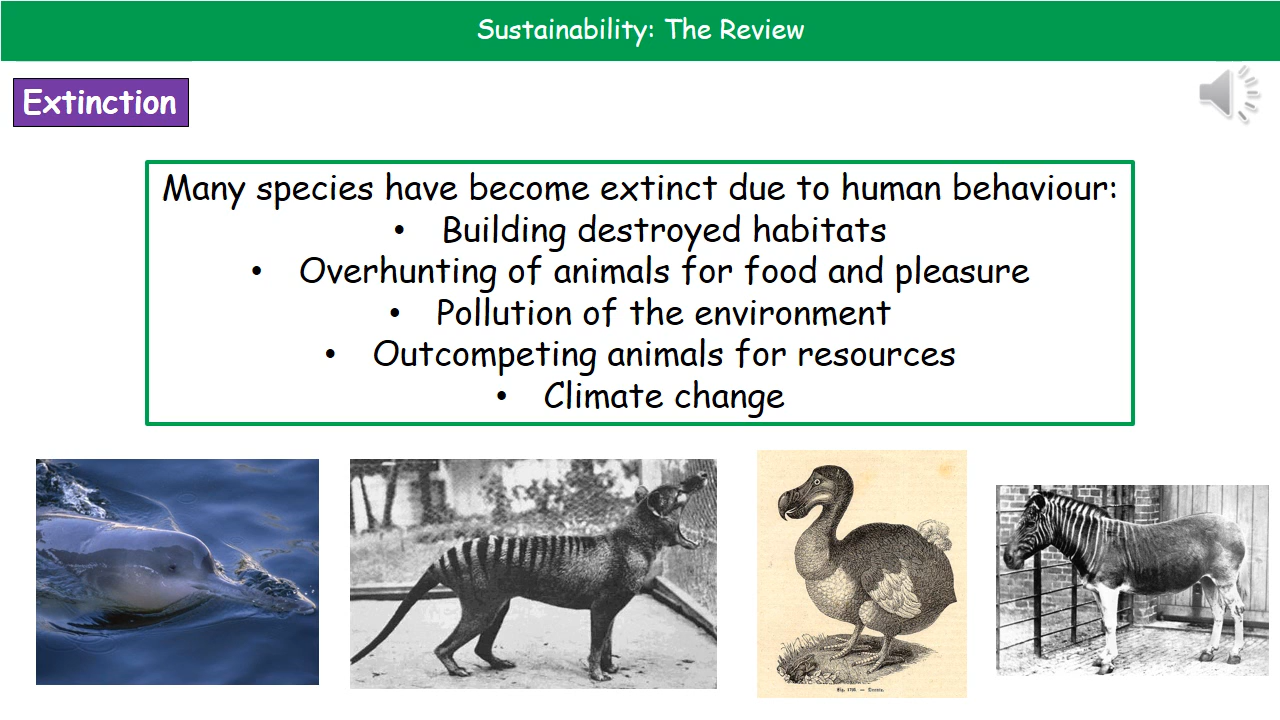 Sustainability: The Review
Extinction
Many species have become extinct due to human behaviour:
• Building destroyed habitats
• Overhunting of animals for food and pleasure
• Pollution of the environment
• Outcompeting animals for resources
• Climate change